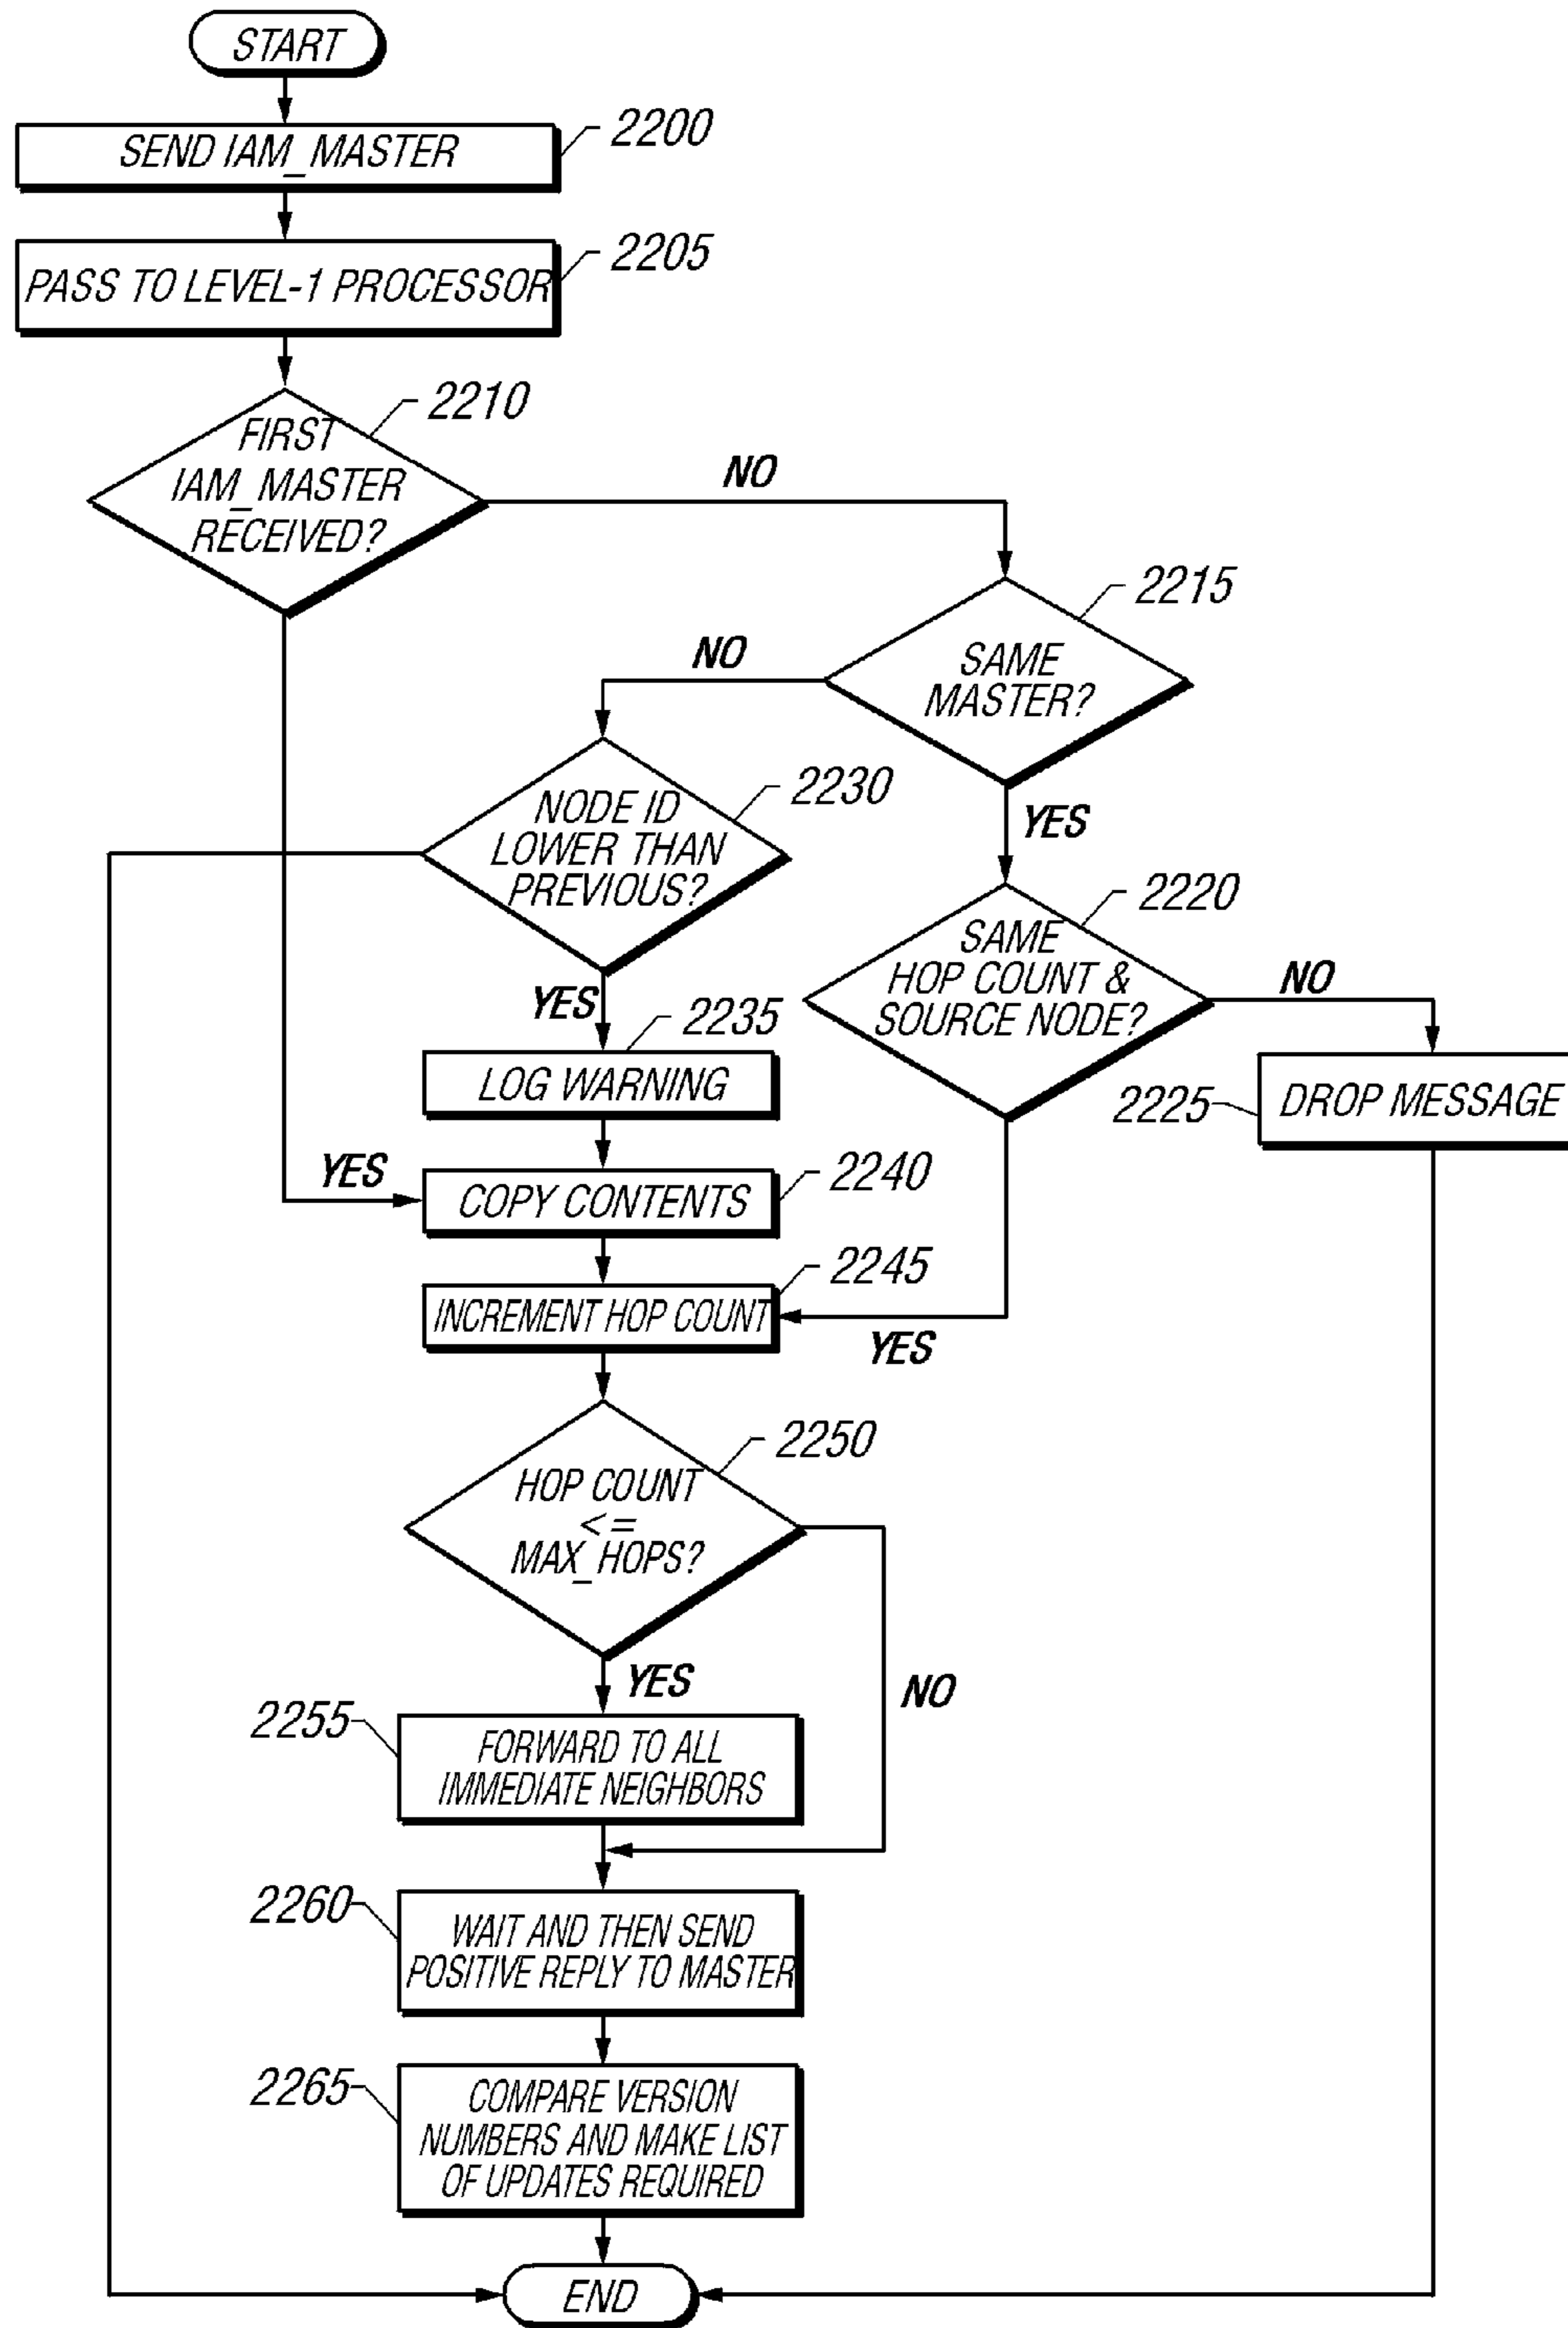 START
SEND IAM_MASTER
2200
PASS TO LEVEL-1 PROCESSOR
2205
FIRST
IAM_MASTER
RECEIVED?
2210
NO
SAME
MASTER?
2215
NO
YES
NODE ID
LOWER THAN
PREVIOUS?
2230
SAME
HOP COUNT &
SOURCE NODE?
2220
NO
YES
LOG WARNING
2235
DROP MESSAGE
2225
YES
COPY CONTENTS
2240
INCREMENT HOP COUNT
2245
YES
HOP COUNT
<=
MAX_HOPS?
2250
YES
NO
2255
FORWARD TO ALL
IMMEDIATE NEIGHBORS
2260
WAIT AND THEN SEND
POSITIVE REPLY TO MASTER
2265
COMPARE VERSION
NUMBERS AND MAKE LIST
OF UPDATES REQUIRED
END